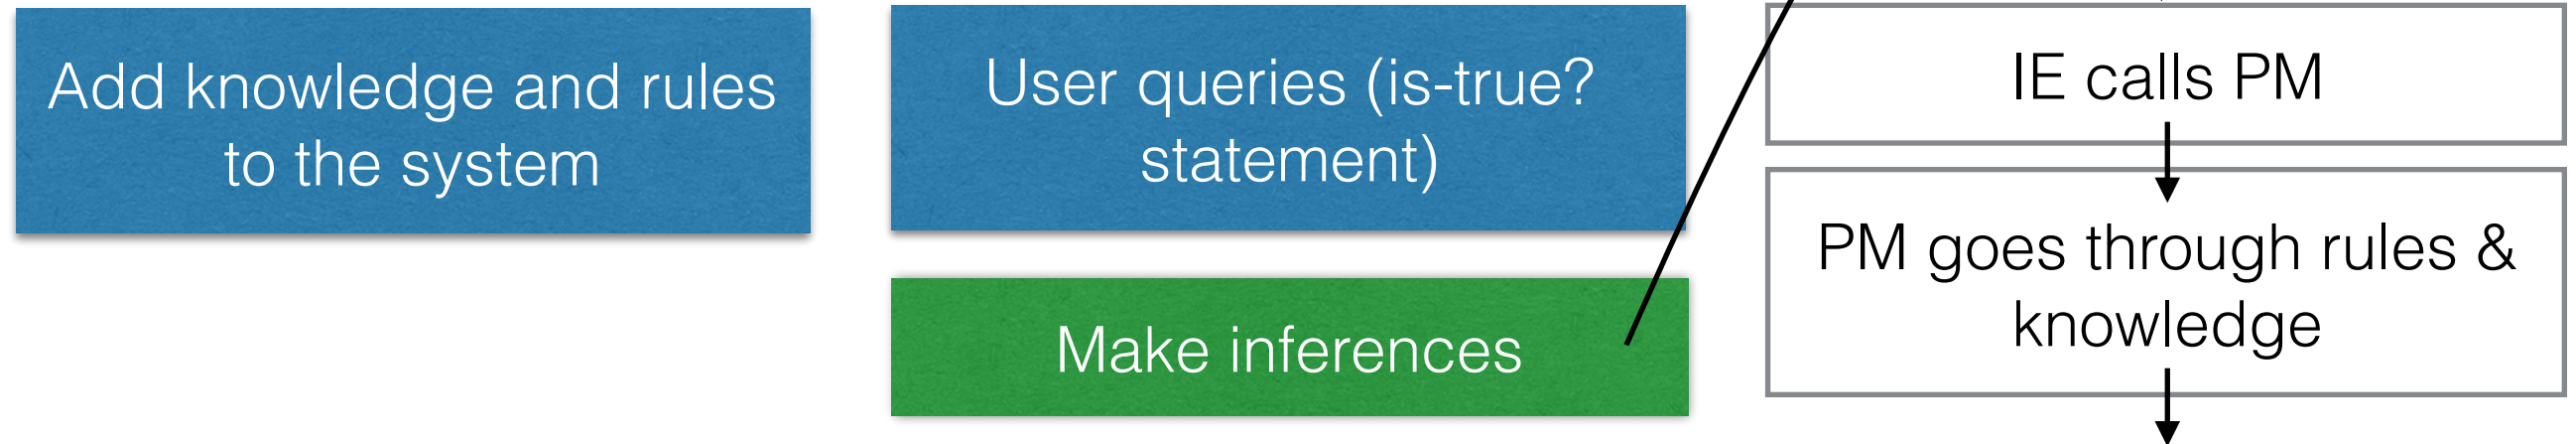 Add knowledge and rules
to the system
User queries (is-true?
statement)
Make inferences
IE calls PM
PM goes through rules &
knowledge